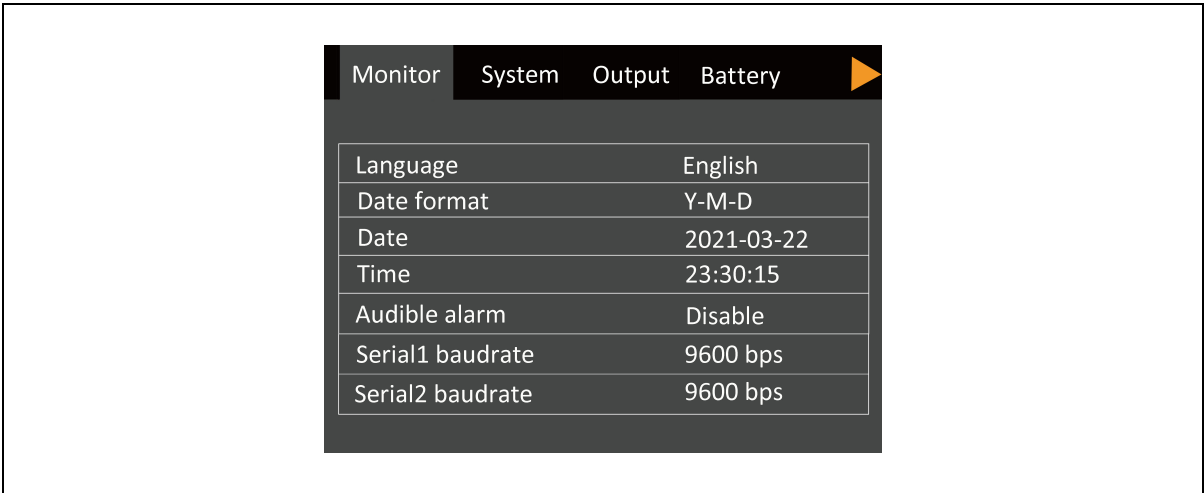 Monitor System Output Battery
Language English
Date format Y-M-D
Date 2021-03-22
Time 23:30:15
Audible alarm Disable
Serial1 baudrate 9600 bps
Serial2 baudrate 9600 bps